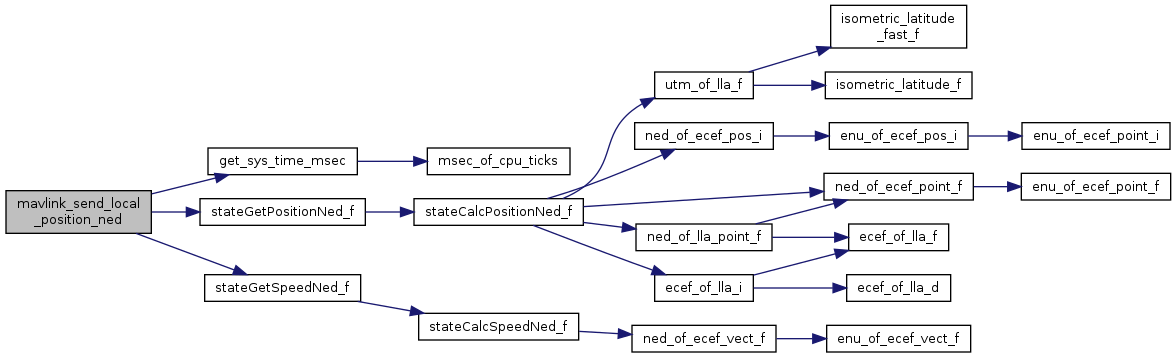 isometric_latitude
_fast_f
utm_of_lla_f
isometric_latitude_f
ned_of_ecef_pos_i
enu_of_ecef_pos_i
enu_of_ecef_point_i
get_sys_time_msec
msec_of_cpu_ticks
mavlink_send_local
_position_ned
stateGetPositionNed_f
stateCalcPositionNed_f
ned_of_ecef_point_f
enu_of_ecef_point_f
ned_of_lla_point_f
ecef_of_lla_f
stateGetSpeedNed_f
ecef_of_lla_i
ecef_of_lla_d
stateCalcSpeedNed_f
ned_of_ecef_vect_f
enu_of_ecef_vect_f